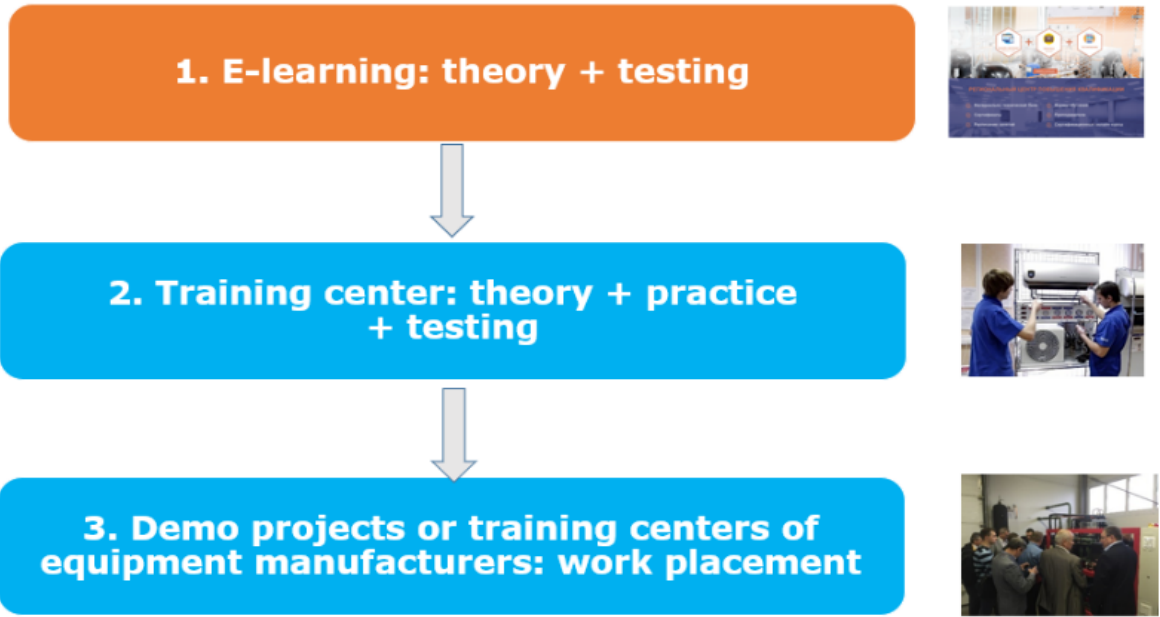 1. E-learning: theory + testing
2. Training center: theory + practice
+ testing
3. Demo projects or training centers of
equipment manufacturers: work placement